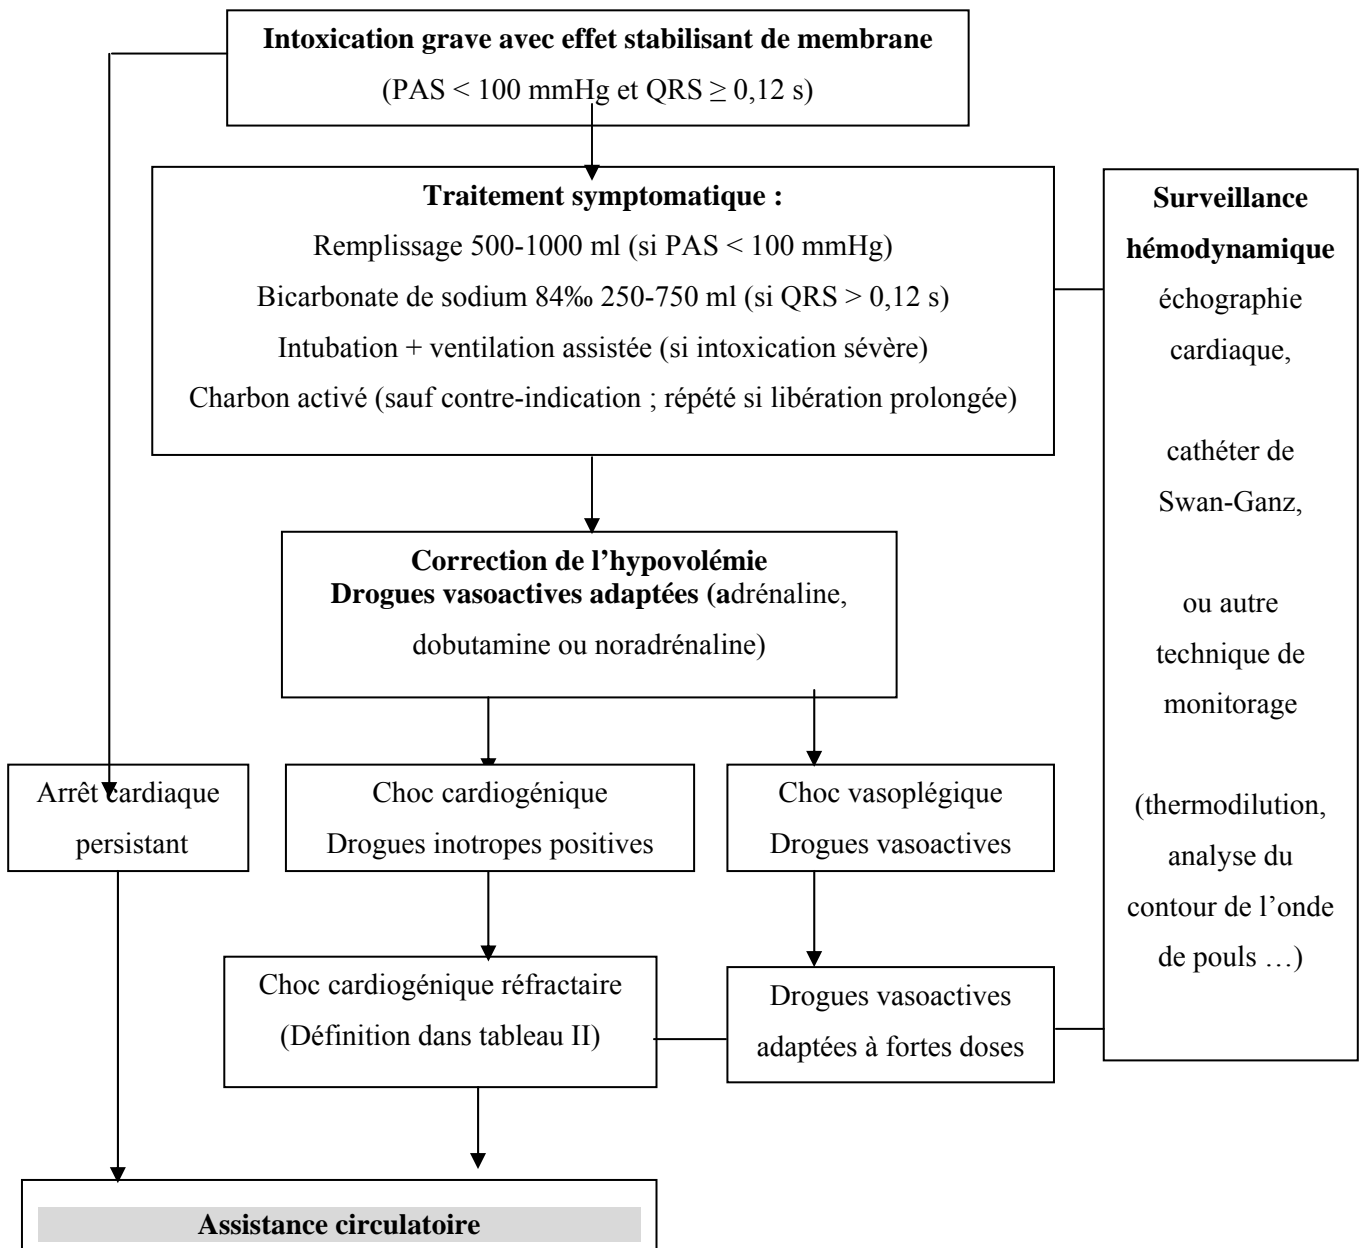 Intoxication grave avec effet stabilisant de membrane
(PAS < 100 mmHg et QRS ≥ 0,12 s)
Traitement symptomatique :
Remplissage 500-1000 ml (si PAS < 100 mmHg)
Bicarbonate de sodium 84‰ 250-750 ml (si QRS > 0,12 s)
Intubation + ventilation assistée (si intoxication sévère)
Charbon activé (sauf contre-indication ; répété si libération prolongée)
Surveillance
hémodynamique
échographie
cardiaque,
cathéter de
Swan-Ganz,
ou autre
technique de
monitorage
(thermodilution,
analyse du
contour de l’onde
de pouls …)
Correction de l’hypovolémie
Drogues vasoactives adaptées (adrénaline,
dobutamine ou noradrénaline)
Arrêt cardiaque
persistant
Choc cardiogénique
Drogues inotropes positives
Choc vasoplégique
Drogues vasoactives
Choc cardiogénique réfractaire
(Définition dans tableau II)
Drogues vasoactives
adaptées à fortes doses
Assistance circulatoire